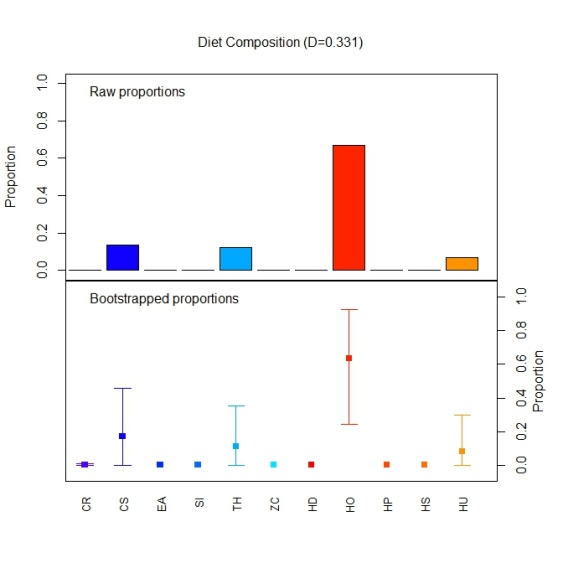 Diet Composition (D=0.331)
Raw proportions
Proportion
1.0
0.8
0.6
0.4
0.2
0.0
Bootstrapped proportions
Proportion
1.0
0.8
0.6
0.4
0.2
0.0
CR CS EA SI TH ZC HD HO HP HS HU